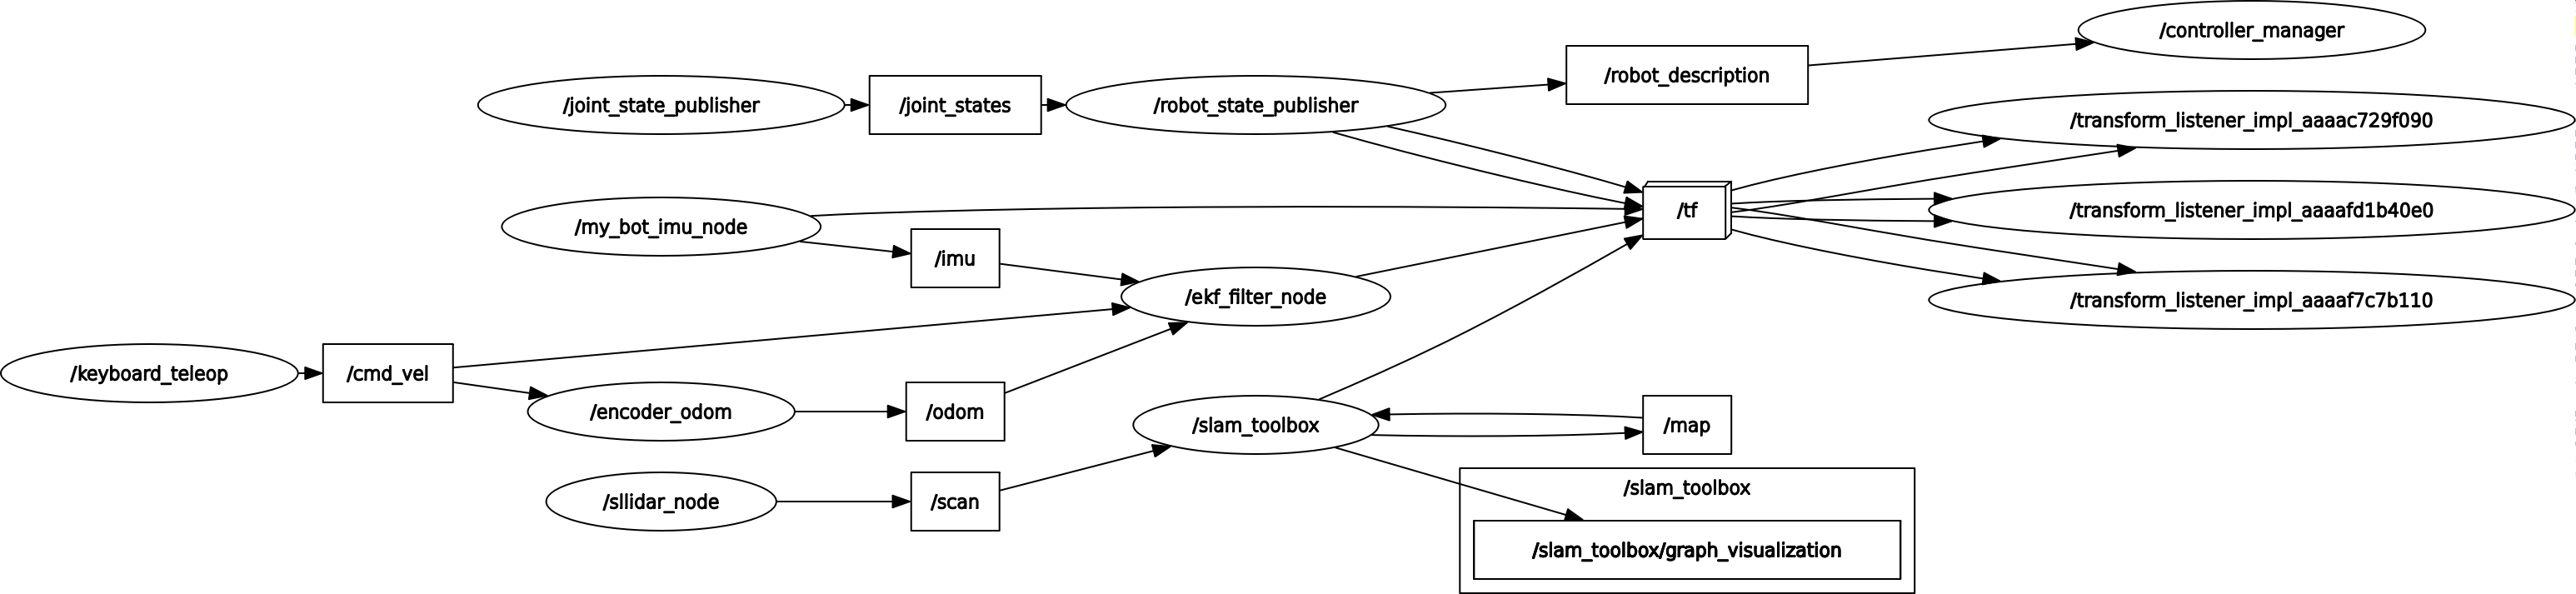 /controller_manager
/robot_description
/joint_state_publisher
/joint_states
/robot_state_publisher
/transform_listener_impl_aaaac729f090
/tf
/transform_listener_impl_aaaafd1b40e0
/my_bot_imu_node
/imu
/ekf_filter_node
/transform_listener_impl_aaaaf7c7b110
/keyboard_teleop
/cmd_vel
/encoder_odom
/odom
/slam_toolbox
/map
/sllidar_node
/scan
/slam_toolbox
/slam_toolbox/graph_visualization